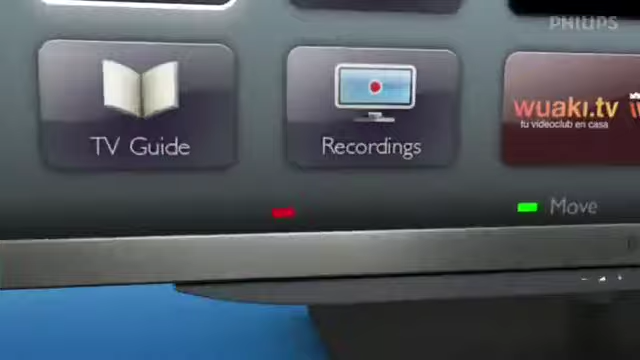 PHILIPS
TV Guide
Recordings
wuaki.tv
tu videoclub en casa
Move